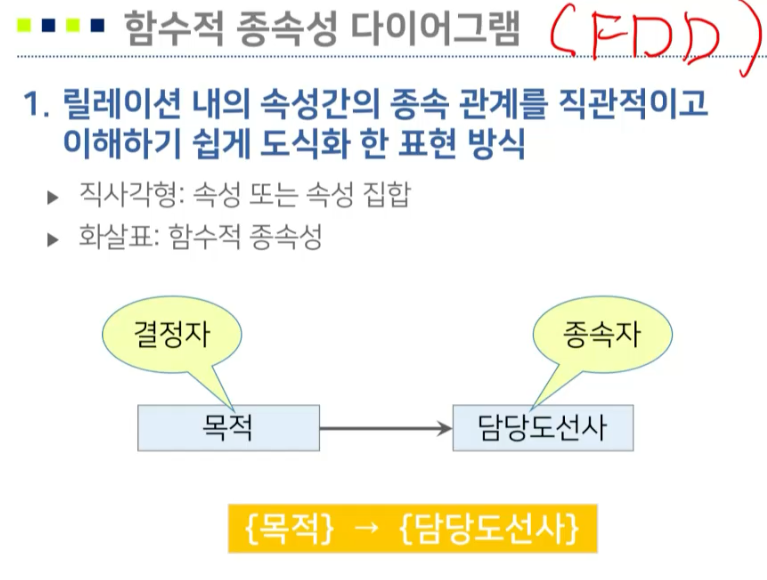 함수적 종속성 다이어그램 (FDD)
1. 릴레이션 내의 속성간의 종속 관계를 직관적이고
이해하기 쉽게 도식화 한 표현 방식
▶ 직사각형: 속성 또는 속성 집합
▶ 화살표: 함수적 종속성
결정자
종속자
목적
담당도선사
{목적} → {담당도선사}